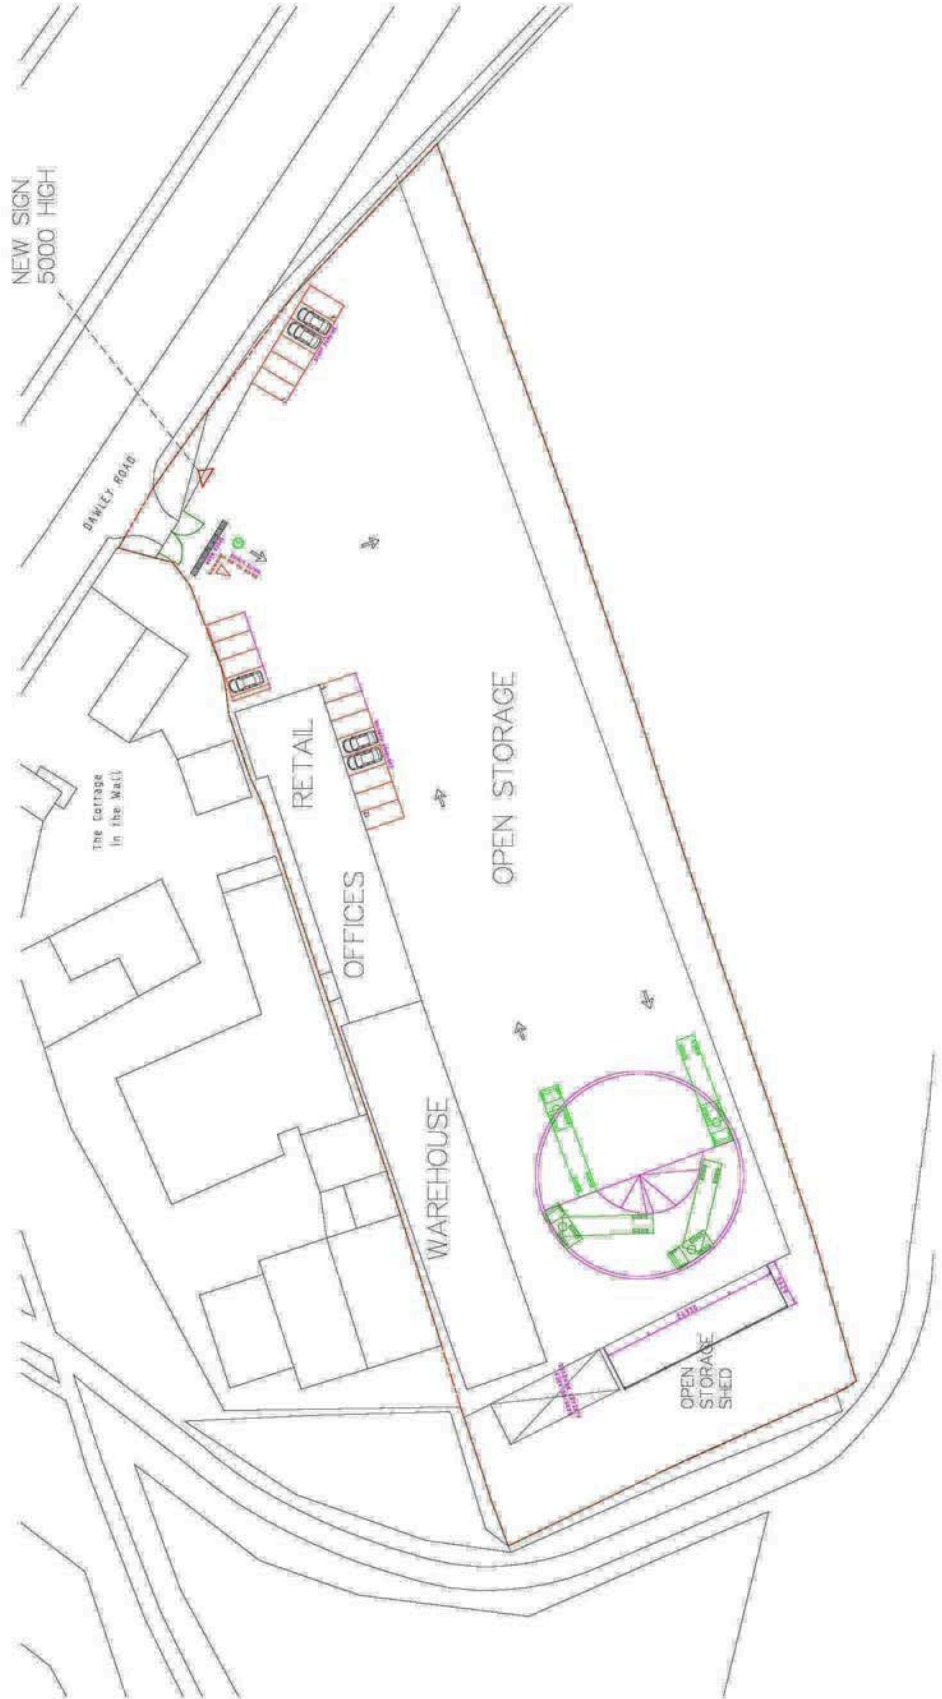 NEW SIGN
5000 HIGH
DAWLEY ROAD
The Cottage
In the Wall
RETAIL
OFFICES
OPEN STORAGE
WAREHOUSE
OPEN
STORAGE
SHED